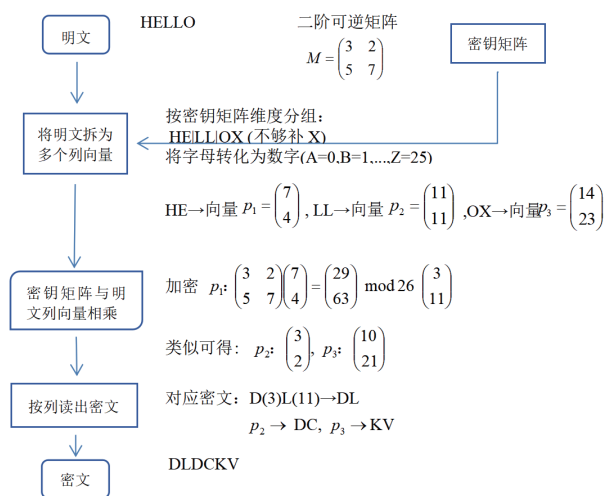 明文
HELLO
二阶可逆矩阵
M = (3 2
5 7)
密钥矩阵
将明文拆为
多个列向量
按密钥矩阵维度分组：
HE|LL|OX (不够补 X)
将字母转化为数字(A=0,B=1,...,Z=25)
HE→向量 p₁ = (7 4) , LL→向量 p₂ = (11 11) ,OX→向量p₃ = (14 23)
密钥矩阵与明
文列向量相乘
加密 p₁: (3 2 5 7)(7 4) = (29 63) mod 26 (3 11)
类似可得： p₂: (3 2), p₃: (10 21)
按列读出密文
对应密文：D(3)L(11)→DL
p₂ → DC, p₃ → KV
密文
DLDCKV